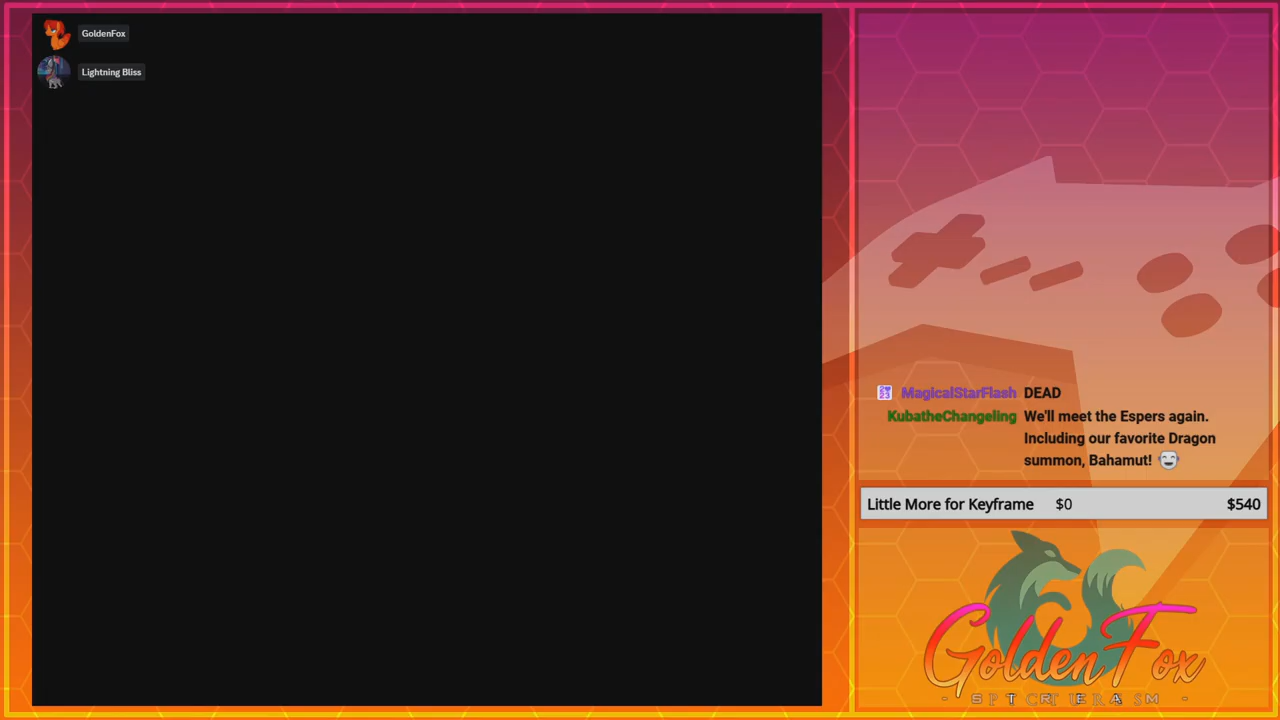 GoldenFox
Lightning Bliss
MagicalStarFlash DEAD
KubatheChangeling We'll meet the Espers again.
Including our favorite Dragon
summon, Bahamut!
Little More for Keyframe $0 $540
GoldenFox